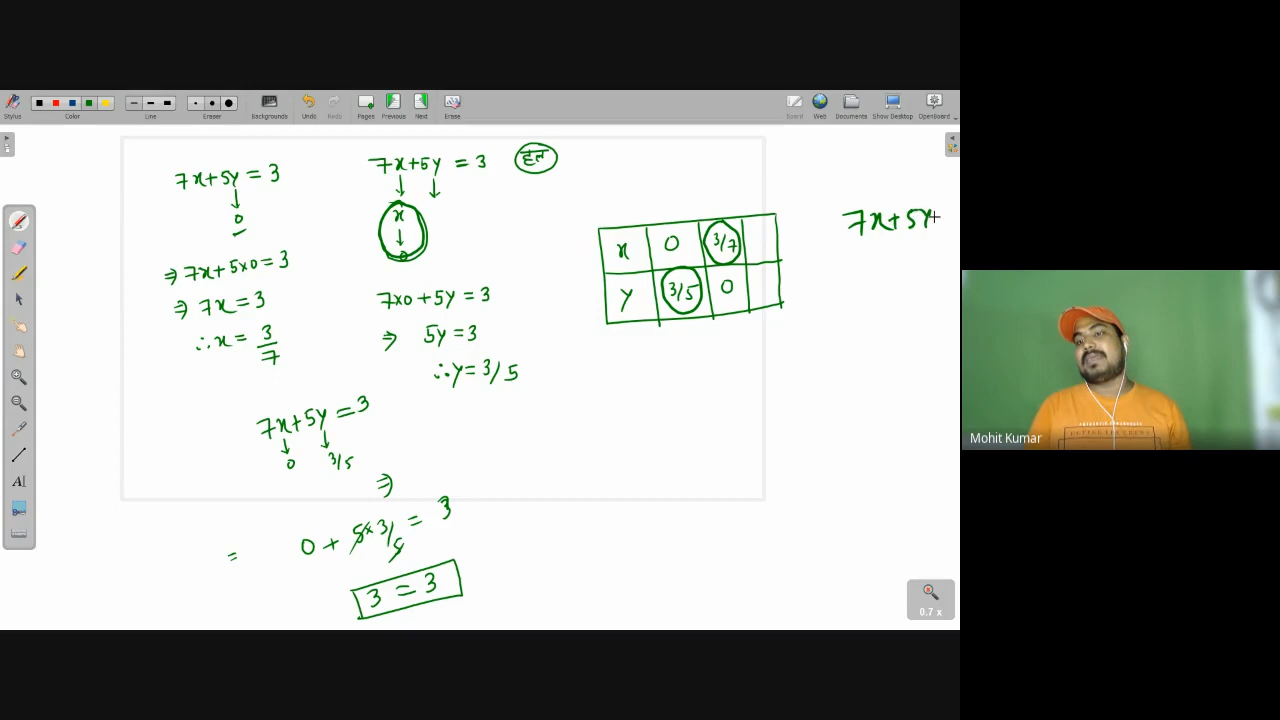 Stylus
Color
Line
Eraser
Backgrounds
Undo
Redo
Pages
Previous
Next
Erase
Board
Web
Documents
Show Desktop
OpenBoard
7x+5y = 3
↓
0
⇒ 7x+5×0 = 3
⇒ 7x = 3
∴x = 3/7
7x+5y = 3
हल
↓ ↓
x
↓
0
7×0 + 5y = 3
⇒ 5y = 3
∴y = 3/5
x 0 3/7
y 3/5 0
7x+5y
7x+5y = 3
↓ ↓
0 3/5
⇒
= 0 + 5×3/5 = 3
3 = 3
Mohit Kumar
0.7 x